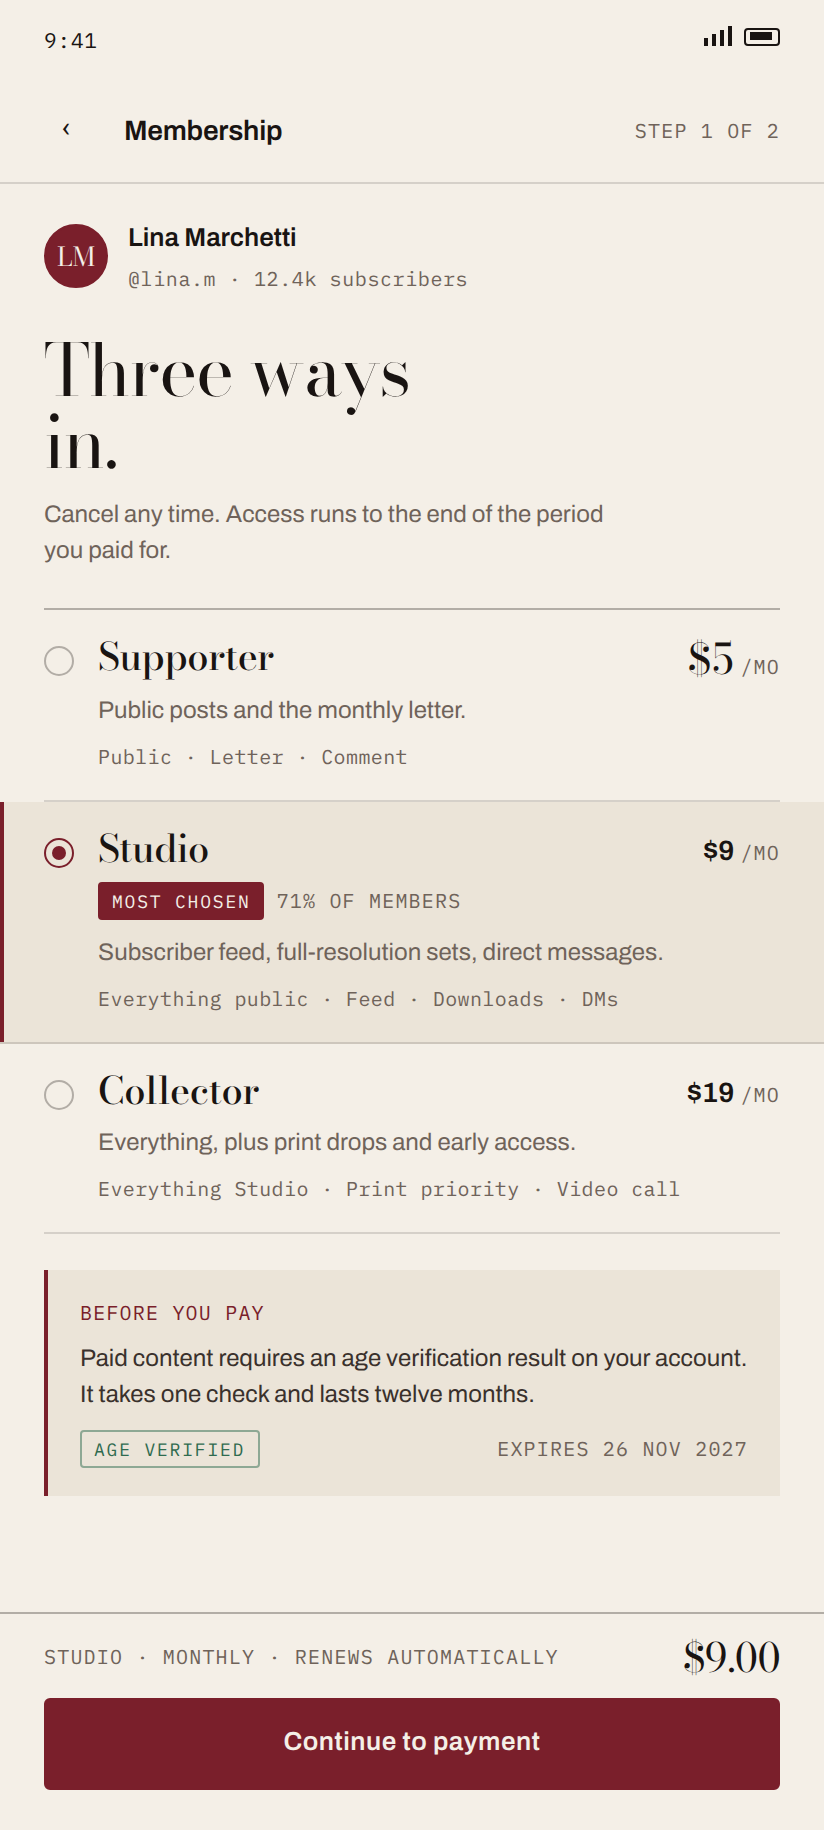 9:41
‹ Membership STEP 1 OF 2
LM
Lina Marchetti
@lina.m · 12.4k subscribers
Three ways
in.
Cancel any time. Access runs to the end of the period
you paid for.
Supporter $5 /MO
Public posts and the monthly letter.
Public · Letter · Comment
Studio $9 /MO
MOST CHOSEN 71% OF MEMBERS
Subscriber feed, full-resolution sets, direct messages.
Everything public · Feed · Downloads · DMs
Collector $19 /MO
Everything, plus print drops and early access.
Everything Studio · Print priority · Video call
BEFORE YOU PAY
Paid content requires an age verification result on your account.
It takes one check and lasts twelve months.
AGE VERIFIED EXPIRES 26 NOV 2027
STUDIO · MONTHLY · RENEWS AUTOMATICALLY $9.00
Continue to payment